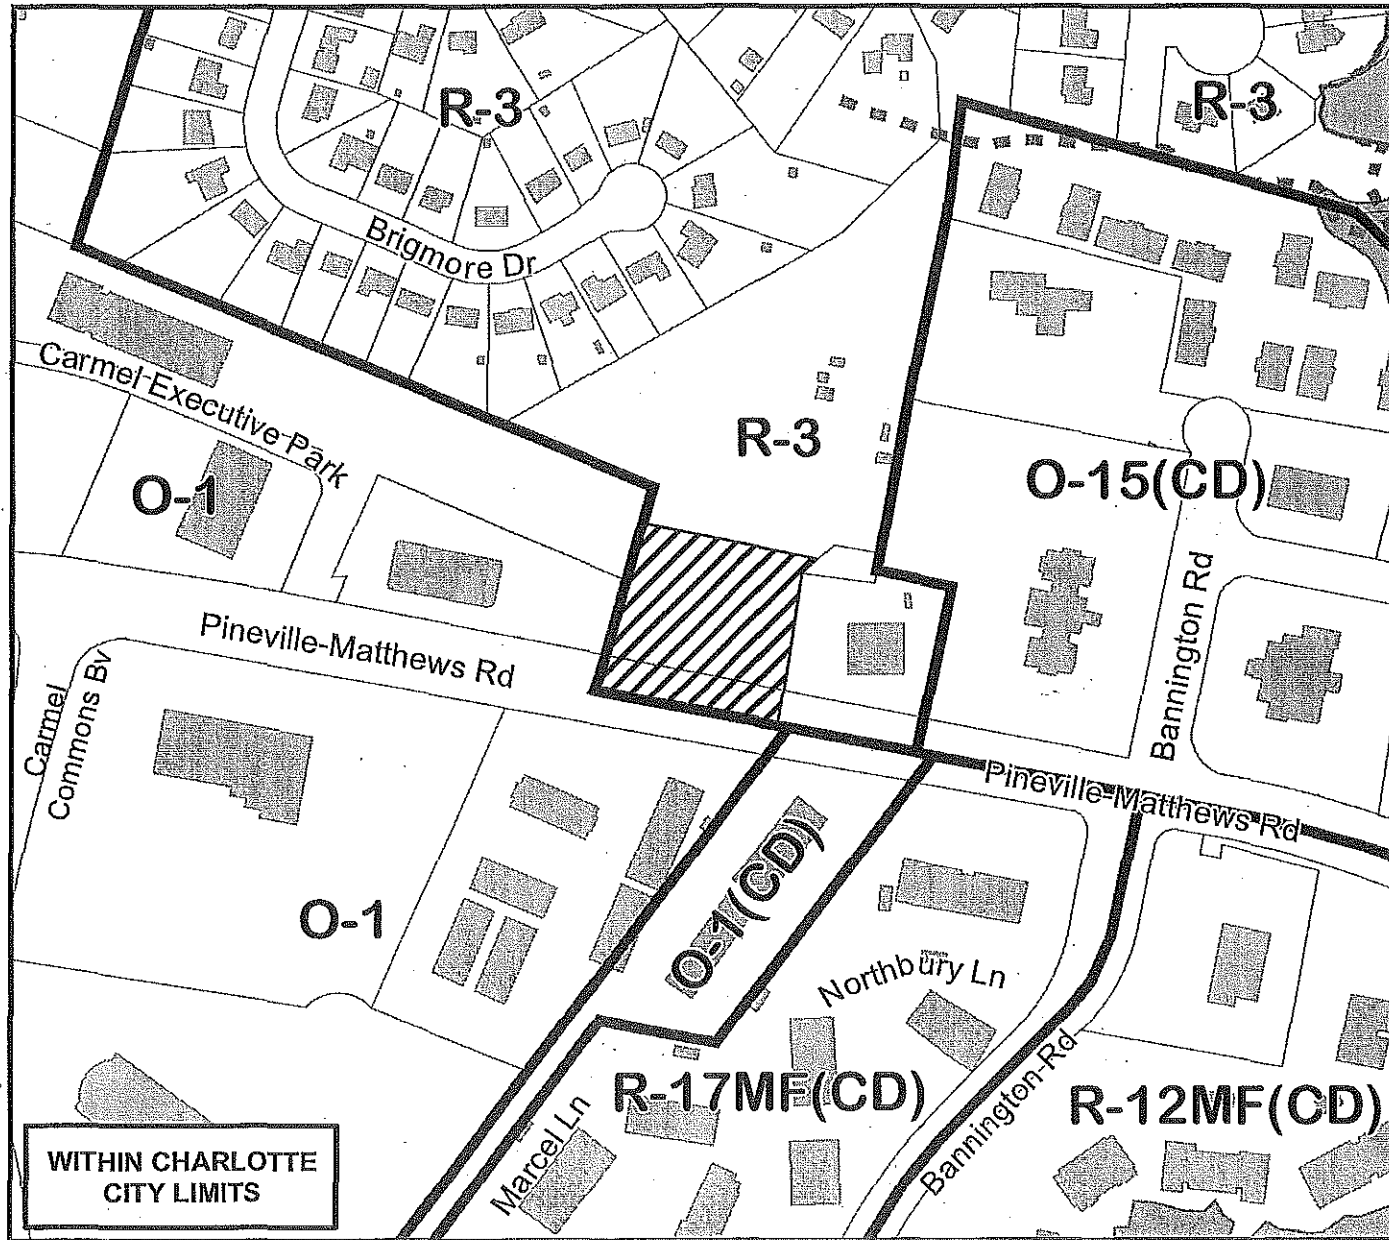 R-3
R-3
Brigmore Dr
Carmel Executive Park
R-3
O-1
O-15(CD)
Bannington Rd
Pineville-Matthews Rd
Carmel
Commons Bv
Pineville-Matthews Rd
O-1(CD)
O-1
Northbury Ln
R-17MF(CD)
Marcel Ln
Bannington Rd
R-12MF(CD)
WITHIN CHARLOTTE
CITY LIMITS